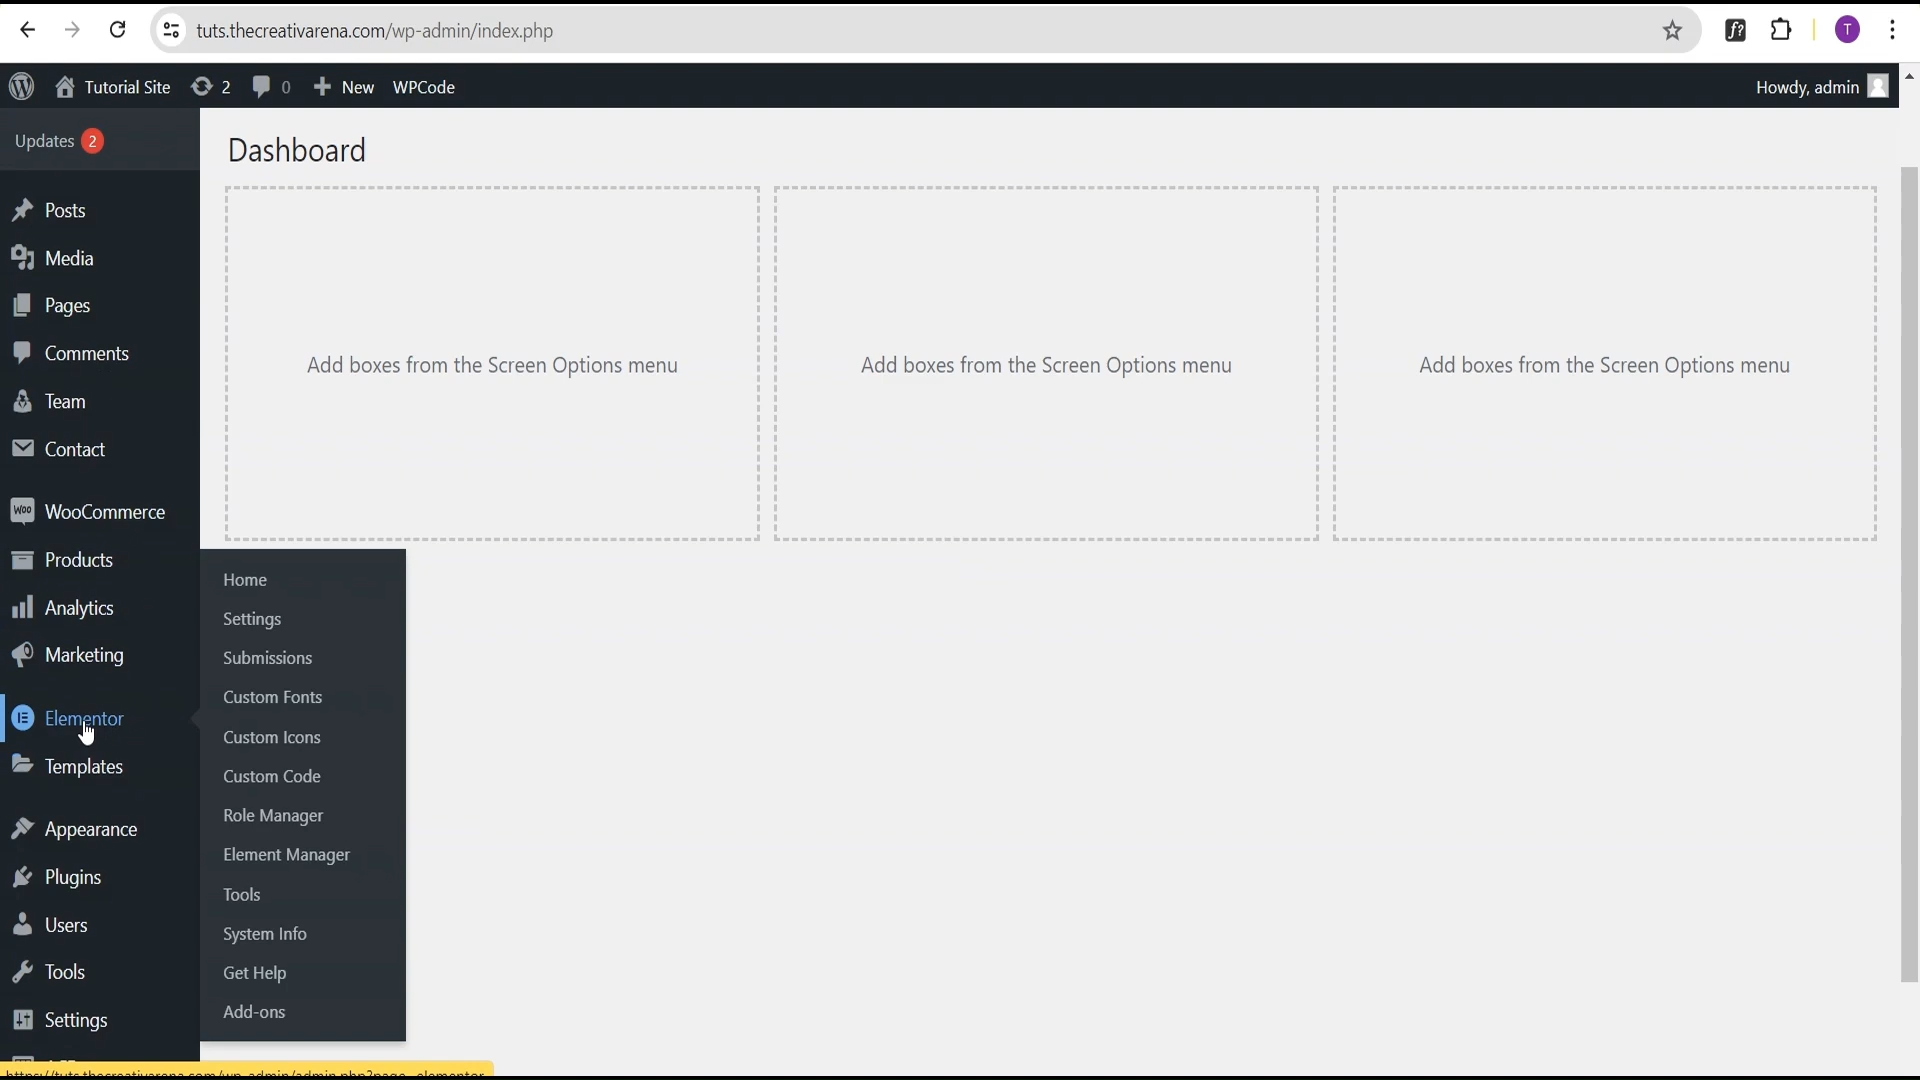 tuts.thecreativarena.com/wp-admin/index.php
f?
T
Tutorial Site 2 0 New WPCode
Howdy, admin
Updates 2
Posts
Media
Pages
Comments
Team
Contact
Woo WooCommerce
Products
Analytics
Marketing
Elementor
Templates
Appearance
Plugins
Users
Tools
Settings
Dashboard
Add boxes from the Screen Options menu
Add boxes from the Screen Options menu
Add boxes from the Screen Options menu
Home
Settings
Submissions
Custom Fonts
Custom Icons
Custom Code
Role Manager
Element Manager
Tools
System Info
Get Help
Add-ons